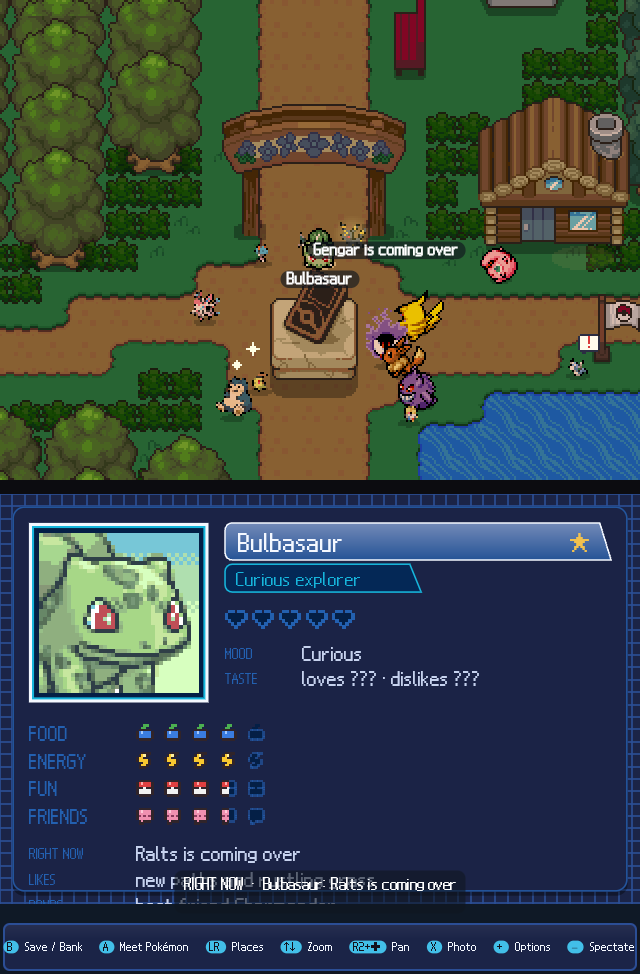 Gengar is coming over
Bulbasaur
!
Bulbasaur
Curious explorer
MOOD Curious
TASTE loves ??? · dislikes ???
FOOD
ENERGY
FUN
FRIENDS
RIGHT NOW Ralts is coming over
LIKES new
RIGHT NOW · Bulbasaur: Ralts is coming over
B Save / Bank A Meet Pokémon LR Places ↑↓ Zoom R2+✚ Pan X Photo + Options − Spectate